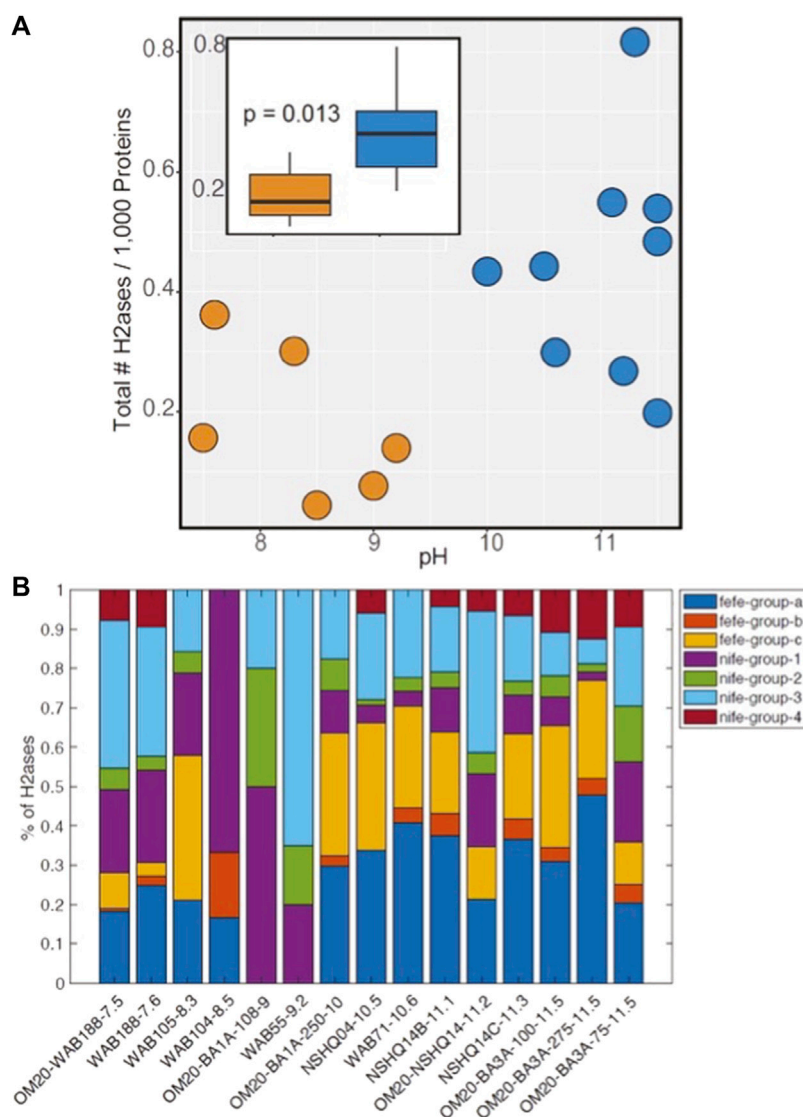 A
0.8
0.6
0.4
0.2
Total # H2ases / 1,000 Proteins
0.8
p = 0.013
0.2
8
9
10
11
pH
B
1
0.9
0.8
0.7
0.6
0.5
0.4
0.3
0.2
0.1
0
% of H2ases
fefe-group-a
fefe-group-b
fefe-group-c
nife-group-1
nife-group-2
nife-group-3
nife-group-4
OM20-WAB188-7.5
WAB188-7.6
WAB105-8.3
WAB104-8.5
OM20-BA1A-108-9
WAB55-9.2
OM20-BA1A-250-10
NSHQ04-10.5
WAB71-10.6
NSHQ14B-11.1
OM20-NSHQ14-11.2
NSHQ14C-11.3
OM20-BA3A-100-11.5
OM20-BA3A-275-11.5
OM20-BA3A-75-11.5